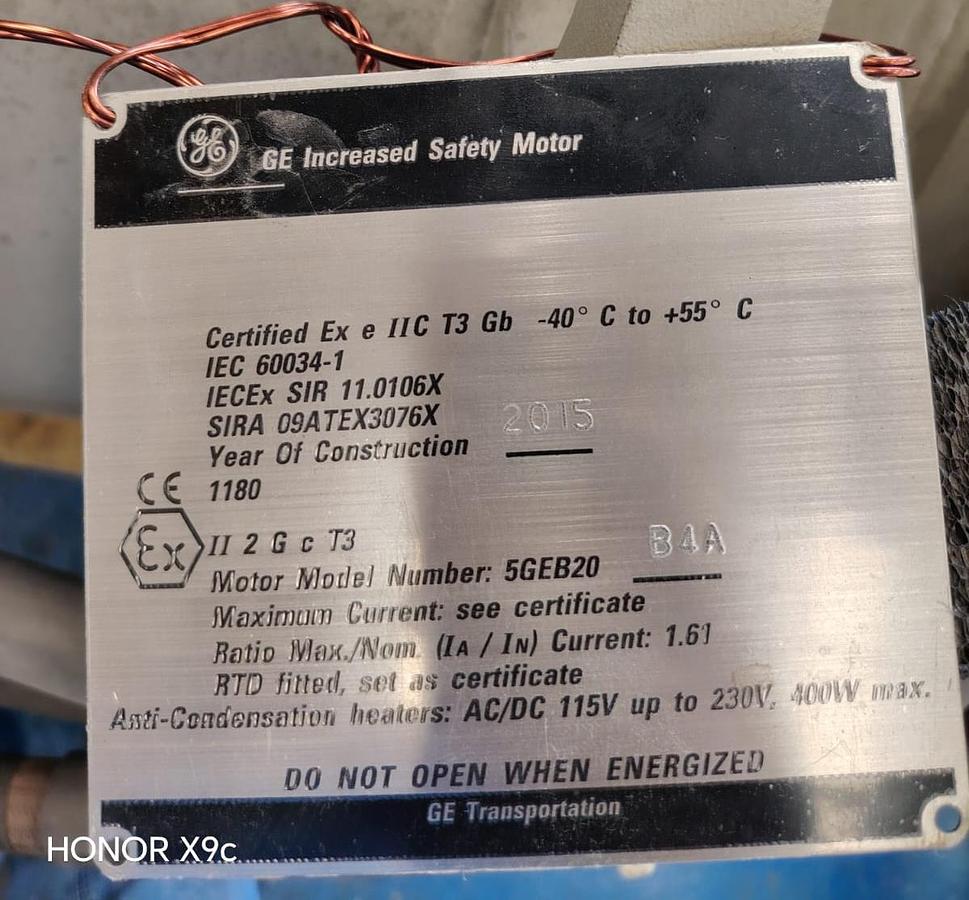 GE GE Increased Safety Motor
Certified Ex e IIC T3 Gb -40° C to +55° C
IEC 60034-1
IECEx SIR 11.0106X
SIRA 09ATEX3076X
Year Of Construction 2015
CE 1180
Ex II 2 G c T3
Motor Model Number: 5GEB20 B4A
Maximum Current: see certificate
Ratio Max./Nom. (IA / IN) Current: 1.61
RTD fitted, set as certificate
Anti-Condensation heaters: AC/DC 115V up to 230V, 400W max.
DO NOT OPEN WHEN ENERGIZED
GE Transportation
HONOR X9c